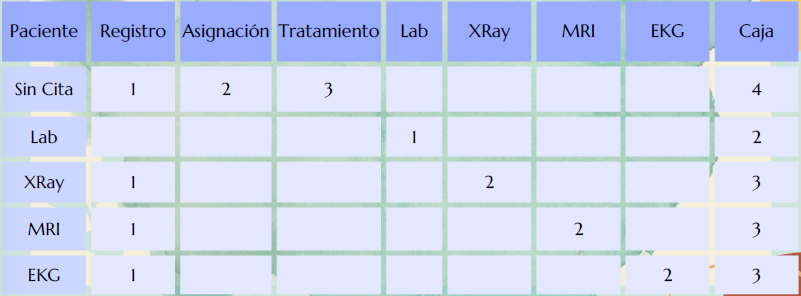 Paciente Registro Asignación Tratamiento Lab XRay MRI EKG Caja
Sin Cita 1 2 3 4
Lab 1 2
XRay 1 2 3
MRI 1 2 3
EKG 1 2 3